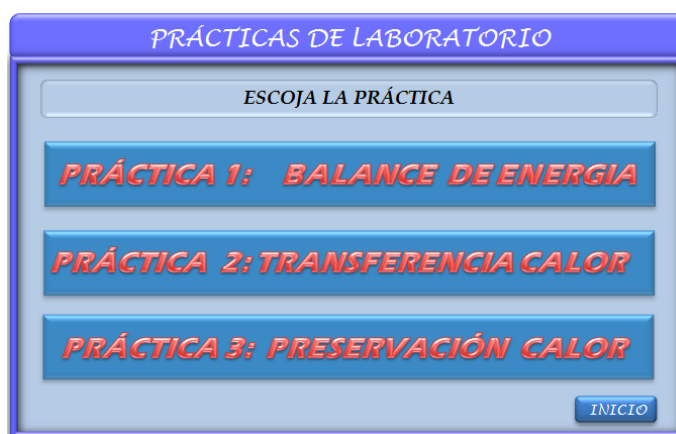 PRÁCTICAS DE LABORATORIO
ESCOJA LA PRÁCTICA
PRÁCTICA 1: BALANCE DE ENERGIA
PRÁCTICA 2: TRANSFERENCIA CALOR
PRÁCTICA 3: PRESERVACIÓN CALOR
INICIO